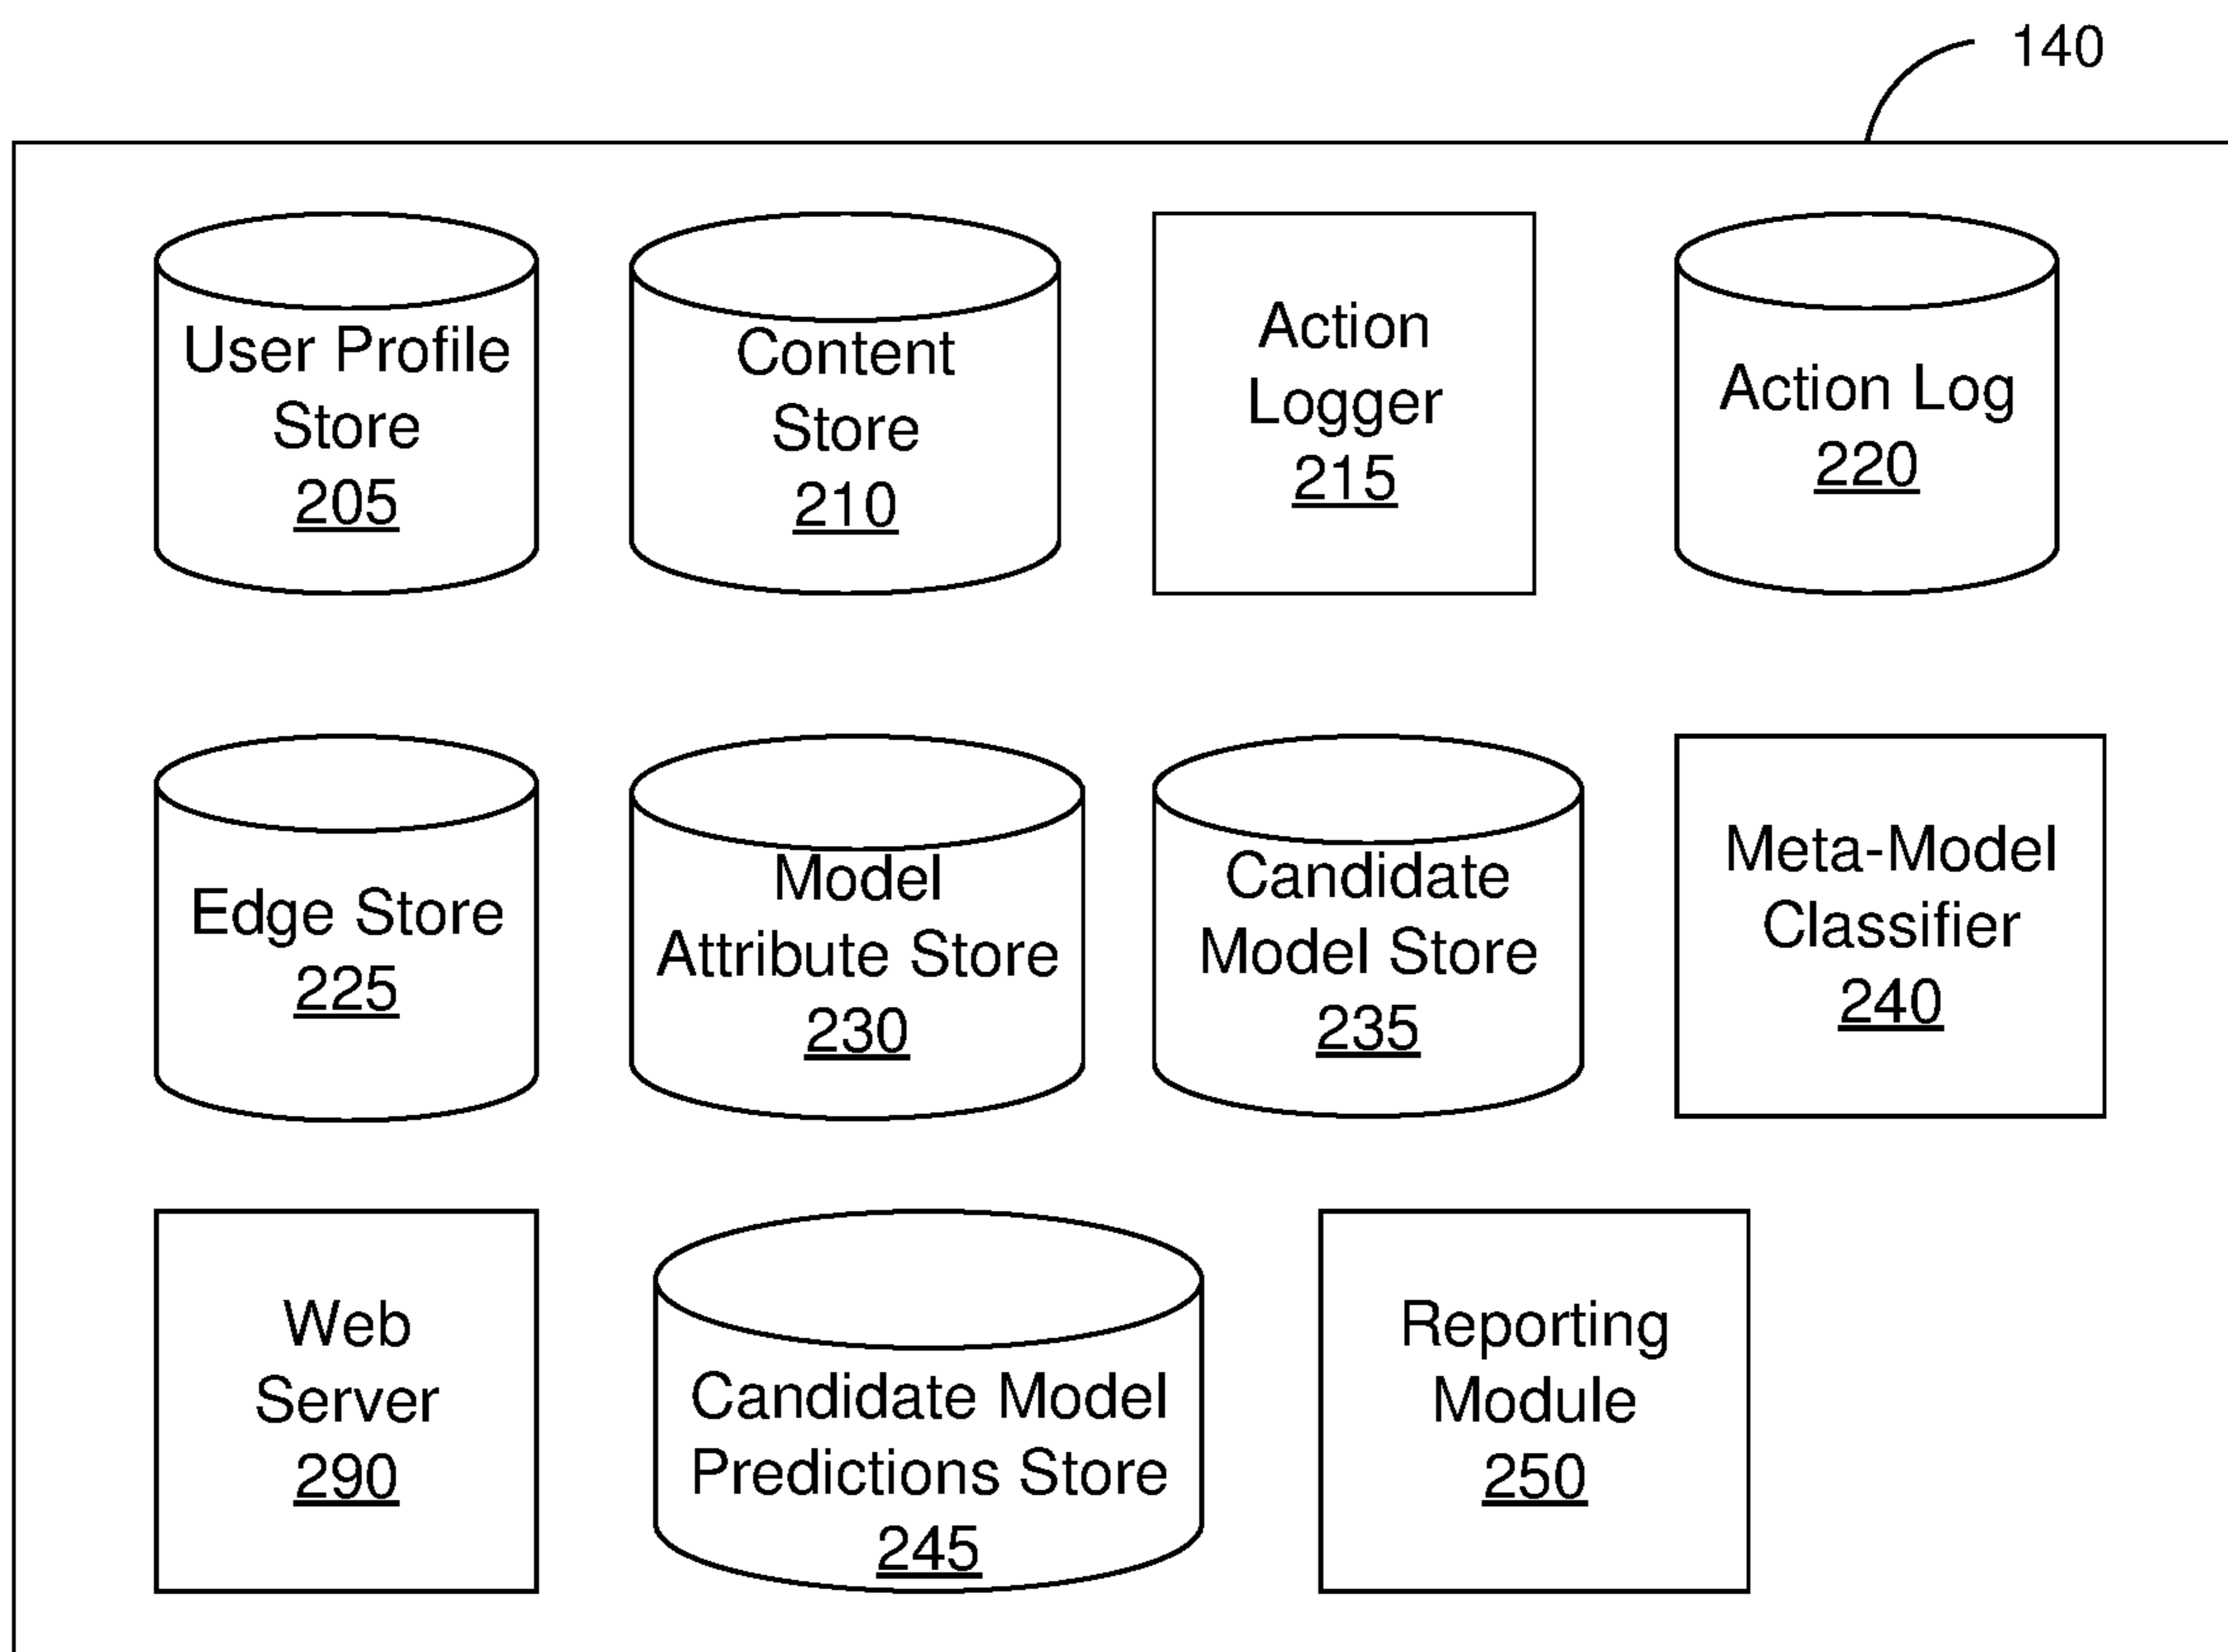 140
User Profile
Store
205
Content
Store
210
Action
Logger
215
Action Log
220
Edge Store
225
Model
Attribute Store
230
Candidate
Model Store
235
Meta-Model
Classifier
240
Web
Server
290
Candidate Model
Predictions Store
245
Reporting
Module
250